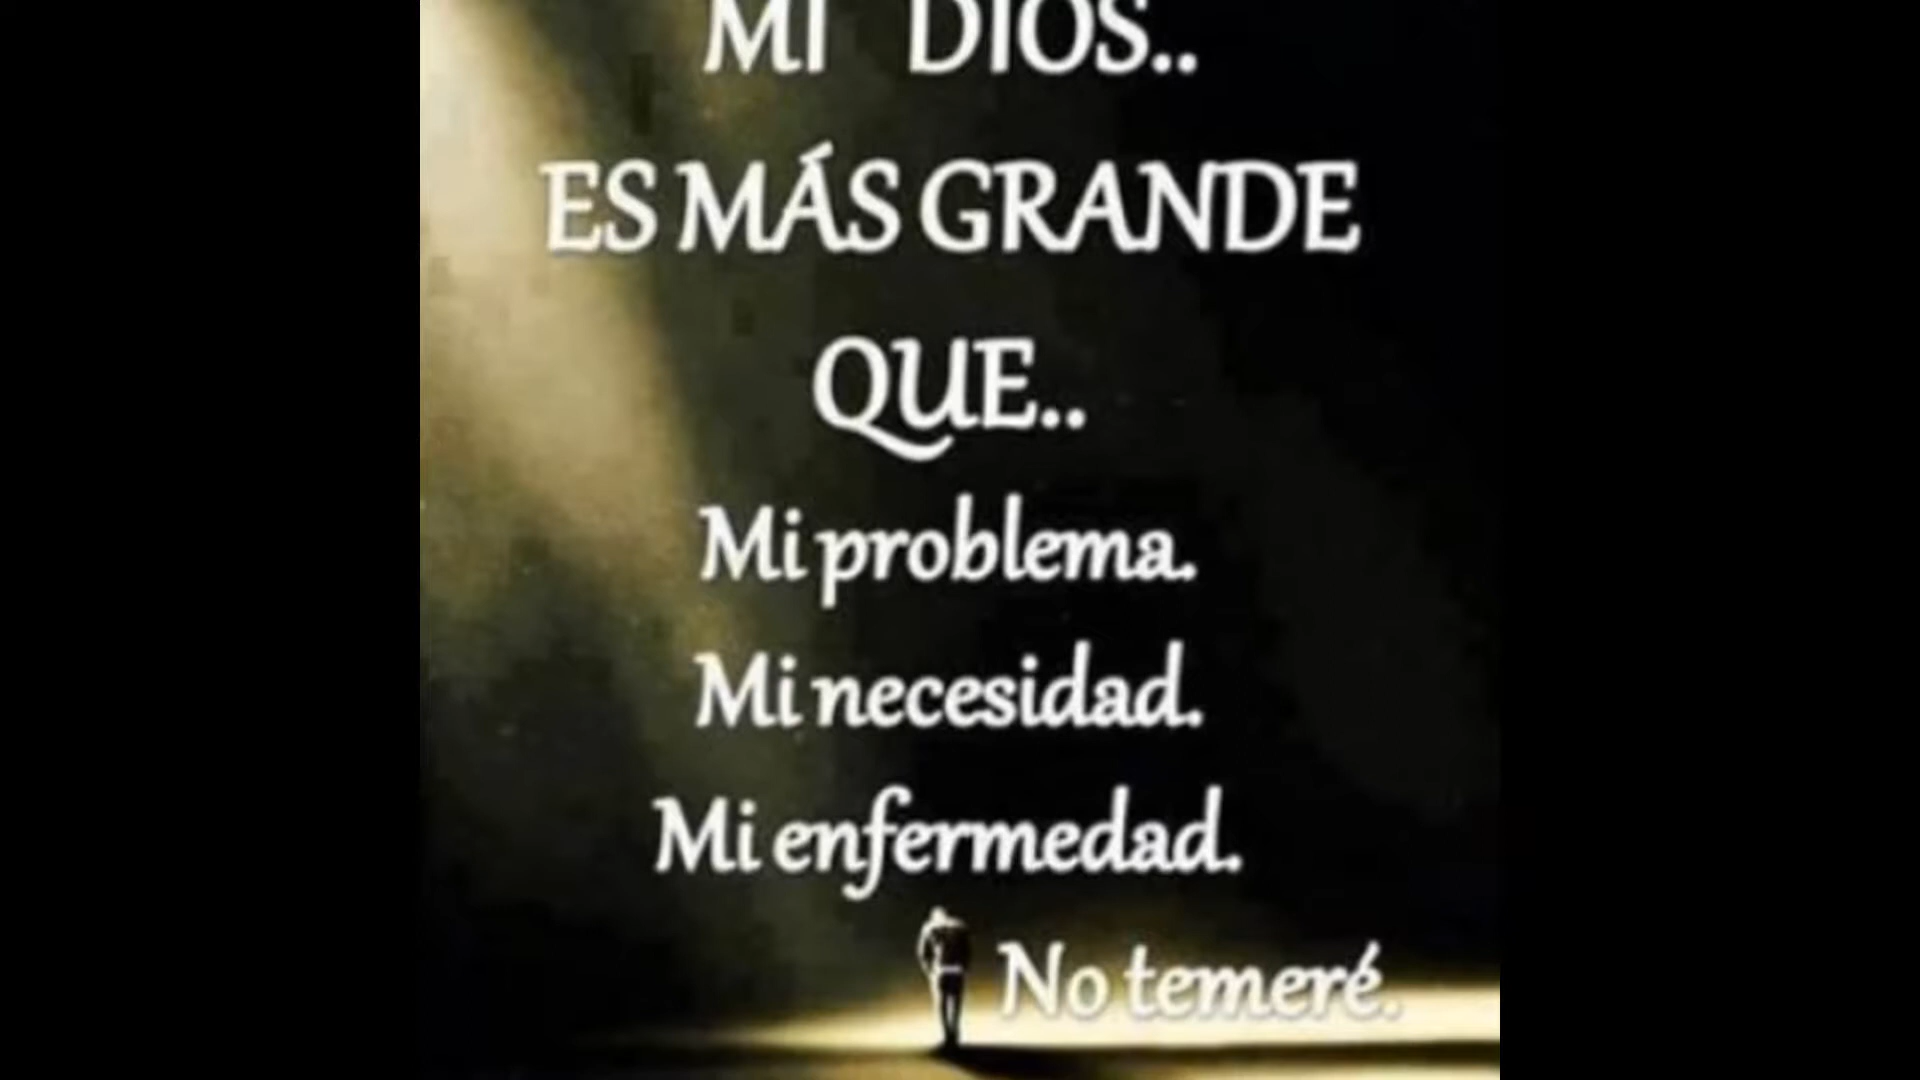 MI DIOS..
ES MÁS GRANDE
QUE..
Mi problema.
Mi necesidad.
Mi enfermedad.
No temeré.